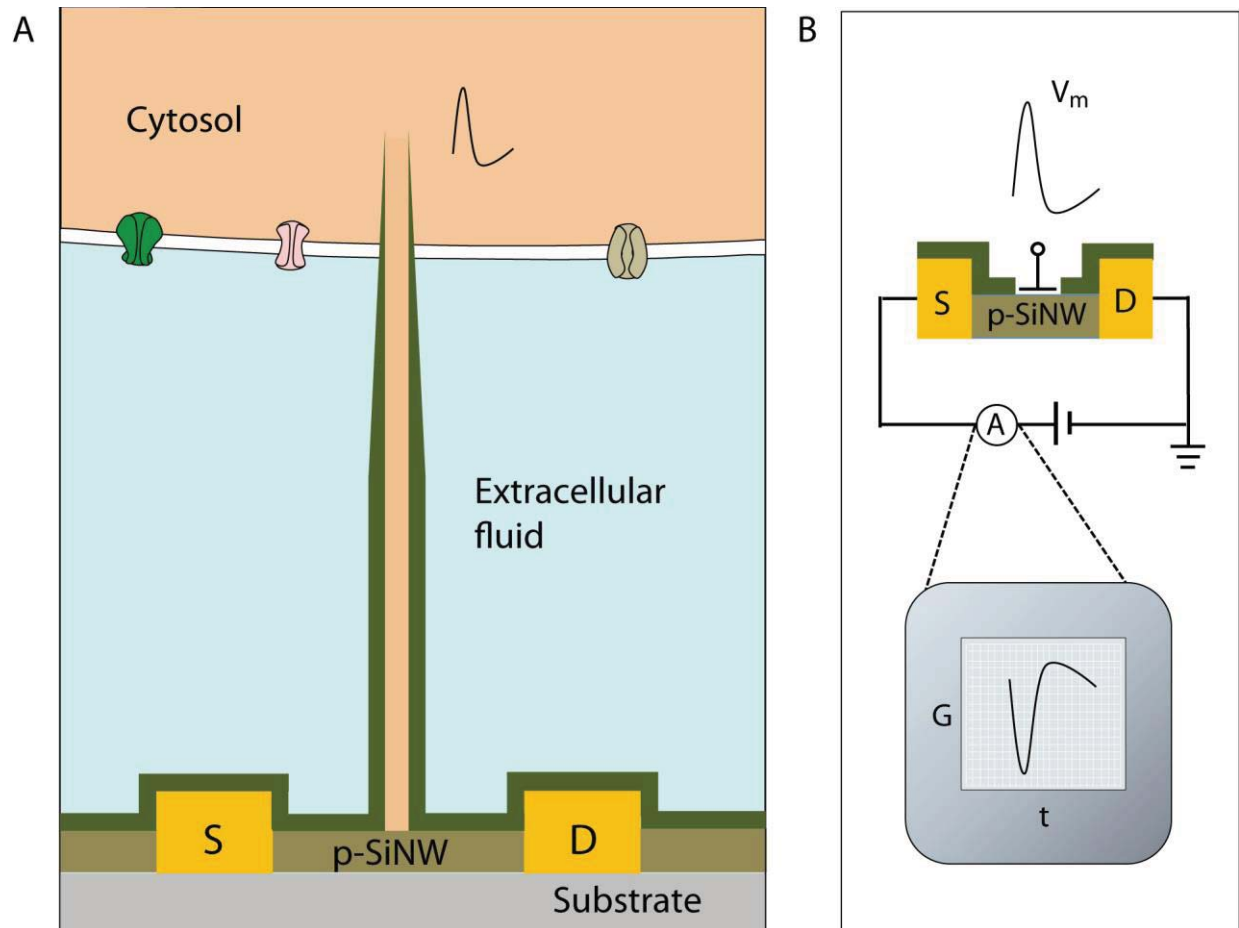 A
Cytosol
Extracellular
fluid
S
p-SiNW
D
Substrate
B
Vm
S
p-SiNW
D
A
G
t